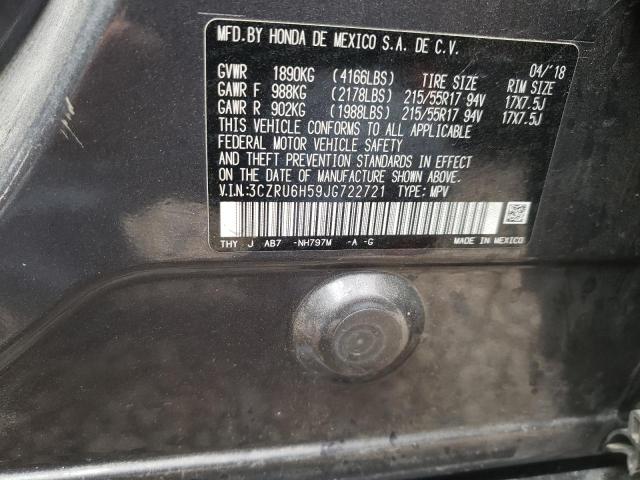 MFD.BY HONDA DE MEXICO S.A. DE C.V.
04/'18
GVWR 1890KG (4166LBS) TIRE SIZE RIM SIZE
GAWR F 988KG (2178LBS) 215/55R17 94V 17X7.5J
GAWR R 902KG (1988LBS) 215/55R17 94V 17X7.5J
THIS VEHICLE CONFORMS TO ALL APPLICABLE
FEDERAL MOTOR VEHICLE SAFETY
AND THEFT PREVENTION STANDARDS IN EFFECT
ON THE DATE OF MANUFACTURE SHOWN ABOVE.
V.I.N:3CZRU6H59JG722721 TYPE: MPV
THY J AB7 -NH797M -A -G MADE IN MEXICO